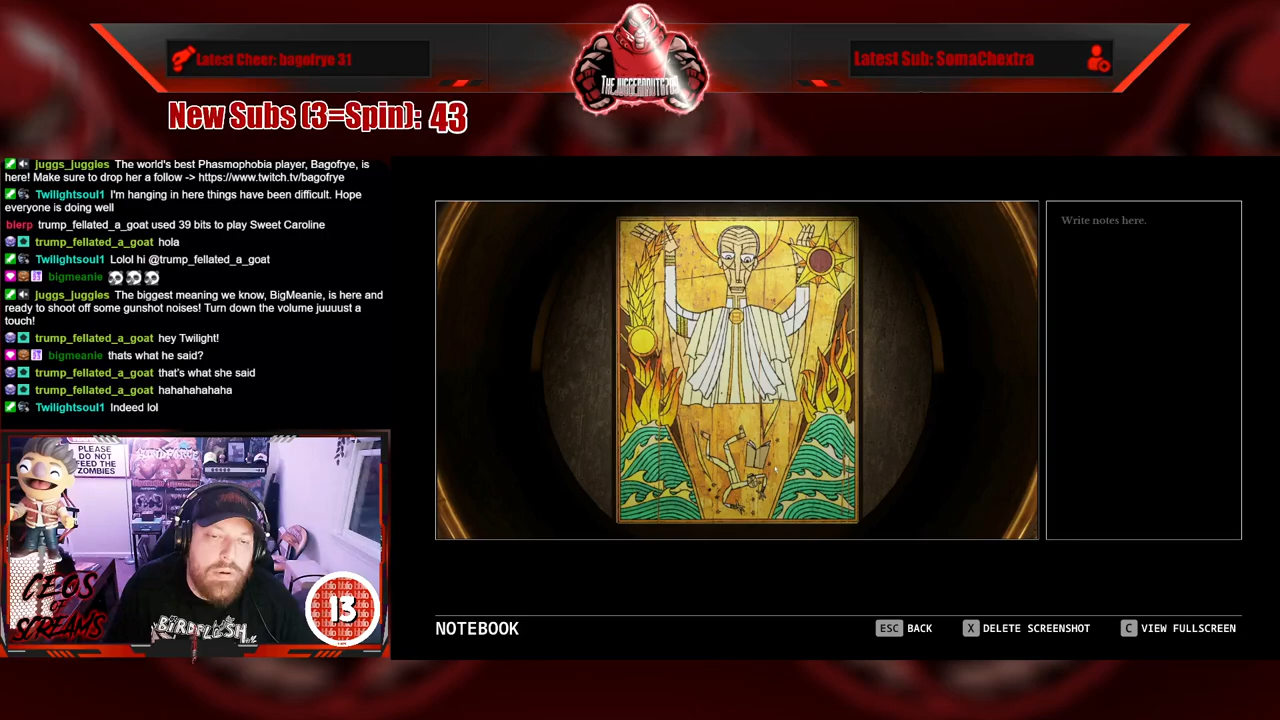 Latest Cheer: bagofrye 31
THEJUGGERNAUT6769
Latest Sub: SomaChextra
New Subs (3=Spin): 43
juggs_juggles The world's best Phasmophobia player, Bagofrye, is
here! Make sure to drop her a follow -> https://www.twitch.tv/bagofrye
Twilightsoul1 I'm hanging in here things have been difficult. Hope
everyone is doing well
blerp trump_fellated_a_goat used 39 bits to play Sweet Caroline
trump_fellated_a_goat hola
Twilightsoul1 Lolol hi @trump_fellated_a_goat
bigmeanie
juggs_juggles The biggest meaning we know, BigMeanie, is here and
ready to shoot off some gunshot noises! Turn down the volume juuuust a
touch!
trump_fellated_a_goat hey Twilight!
bigmeanie thats what he said?
trump_fellated_a_goat that's what she said
trump_fellated_a_goat hahahahahaha
Twilightsoul1 Indeed lol
Write notes here.
PLEASE
DO NOT
FEED THE
ZOMBIES
CEOS
OF
SCREAMS
BIRDFLESH
13
NOTEBOOK
ESC BACK
X DELETE SCREENSHOT
C VIEW FULLSCREEN